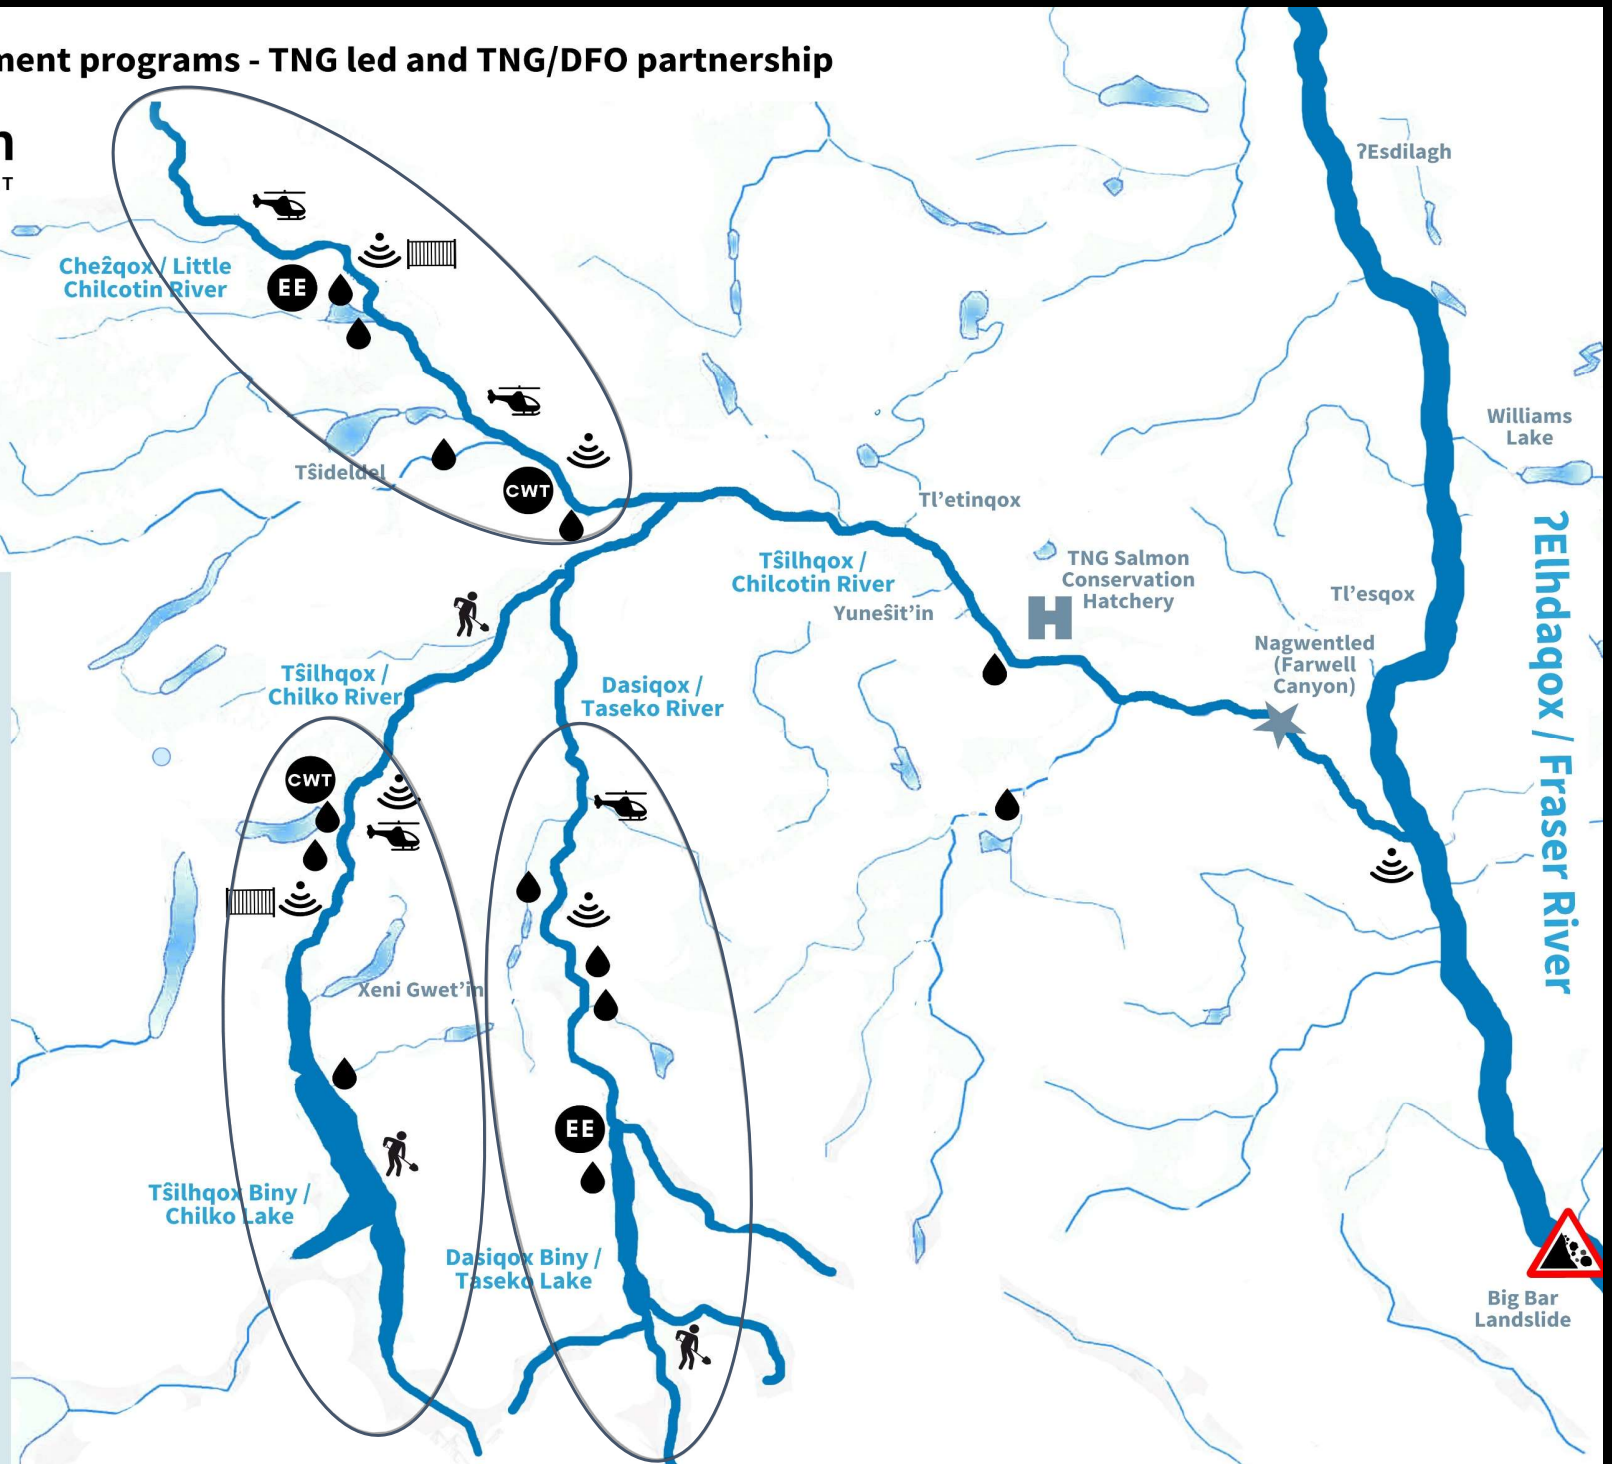 ment programs - TNG led and TNG/DFO partnership
n
T
ʔEsdilagh
Cheẑqox / Little
Chilcotin River
EE
Williams
Lake
Tŝideldel
CWT
Tl'etinqox
Tŝilhqox /
Chilcotin River
TNG Salmon
Conservation
Hatchery
H
Yuneŝit'in
Tl'esqox
ʔElhdaqox / Fraser River
Nagwentled
(Farwell
Canyon)
Tŝilhqox /
Chilko River
Dasiqox /
Taseko River
CWT
Xeni Gwet'in
EE
Tŝilhqox Biny /
Chilko Lake
Dasiqox Biny /
Taseko Lake
Big Bar
Landslide